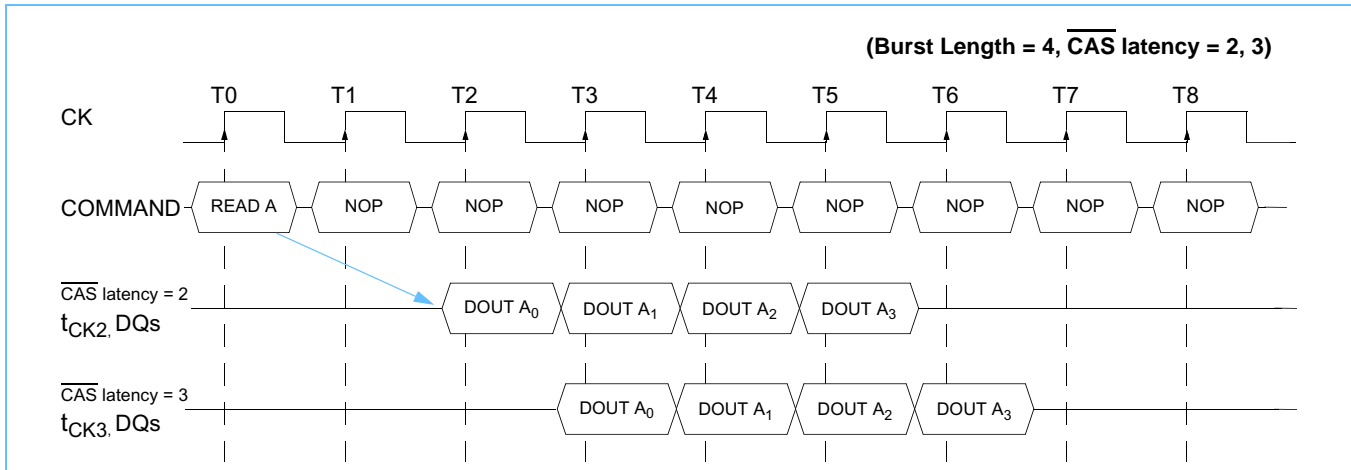 (Burst Length = 4, CAS latency = 2, 3)
T0 T1 T2 T3 T4 T5 T6 T7 T8
CK
COMMAND READ A NOP NOP NOP NOP NOP NOP NOP NOP
CAS latency = 2
tCK2, DQs
DOUT A0 DOUT A1 DOUT A2 DOUT A3
CAS latency = 3
tCK3, DQs
DOUT A0 DOUT A1 DOUT A2 DOUT A3